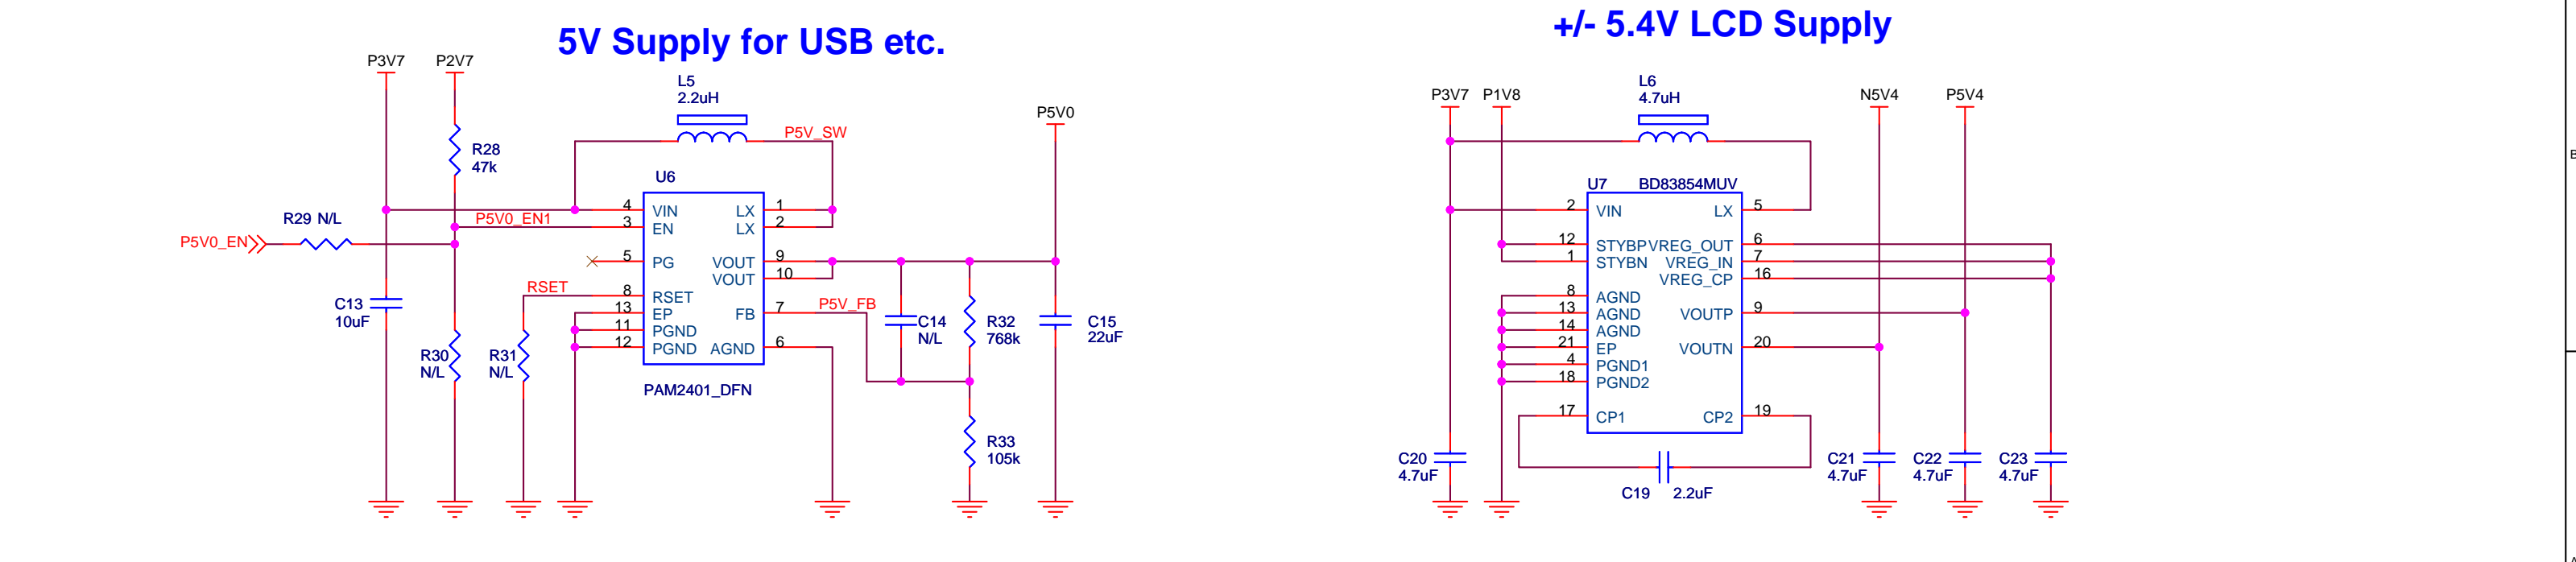 5V Supply for USB etc.
P3V7
P2V7
L5
2.2uH
P5V_SW
P5V0
R28
47k
U6
R29 N/L
P5V0_EN
P5V0_EN1
4
VIN
LX
1
3
EN
LX
2
5
PG
VOUT
9
VOUT
10
RSET
8
RSET
13
EP
FB
7
P5V_FB
11
PGND
12
PGND
AGND
6
C13
10uF
R30
N/L
R31
N/L
PAM2401_DFN
C14
N/L
R32
768k
C15
22uF
R33
105k
+/- 5.4V LCD Supply
P3V7
P1V8
L6
4.7uH
N5V4
P5V4
U7
BD83854MUV
2
VIN
LX
5
12
STYBP
VREG_OUT
6
1
STYBN
VREG_IN
7
VREG_CP
16
8
AGND
13
AGND
VOUTP
9
14
AGND
21
EP
VOUTN
20
4
PGND1
18
PGND2
17
CP1
CP2
19
C20
4.7uF
C19
2.2uF
C21
4.7uF
C22
4.7uF
C23
4.7uF
B